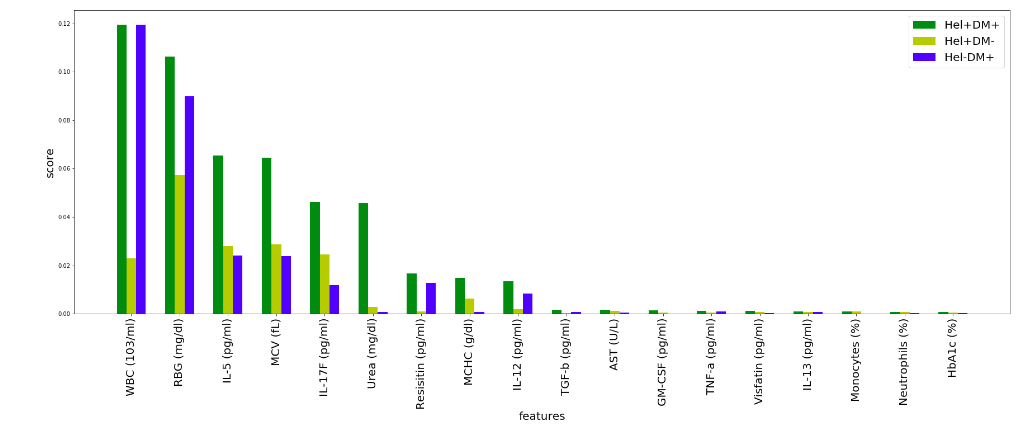 Hel+DM+
Hel+DM-
Hel-DM+
score
0.12
0.10
0.08
0.06
0.04
0.02
0.00
WBC (103/ml)
RBG (mg/dl)
IL-5 (pg/ml)
MCV (fL)
IL-17F (pg/ml)
Urea (mg/dl)
Resisitin (pg/ml)
MCHC (g/dl)
IL-12 (pg/ml)
TGF-b (pg/ml)
AST (U/L)
GM-CSF (pg/ml)
TNF-a (pg/ml)
Visfatin (pg/ml)
IL-13 (pg/ml)
Monocytes (%)
Neutrophils (%)
HbA1c (%)
features